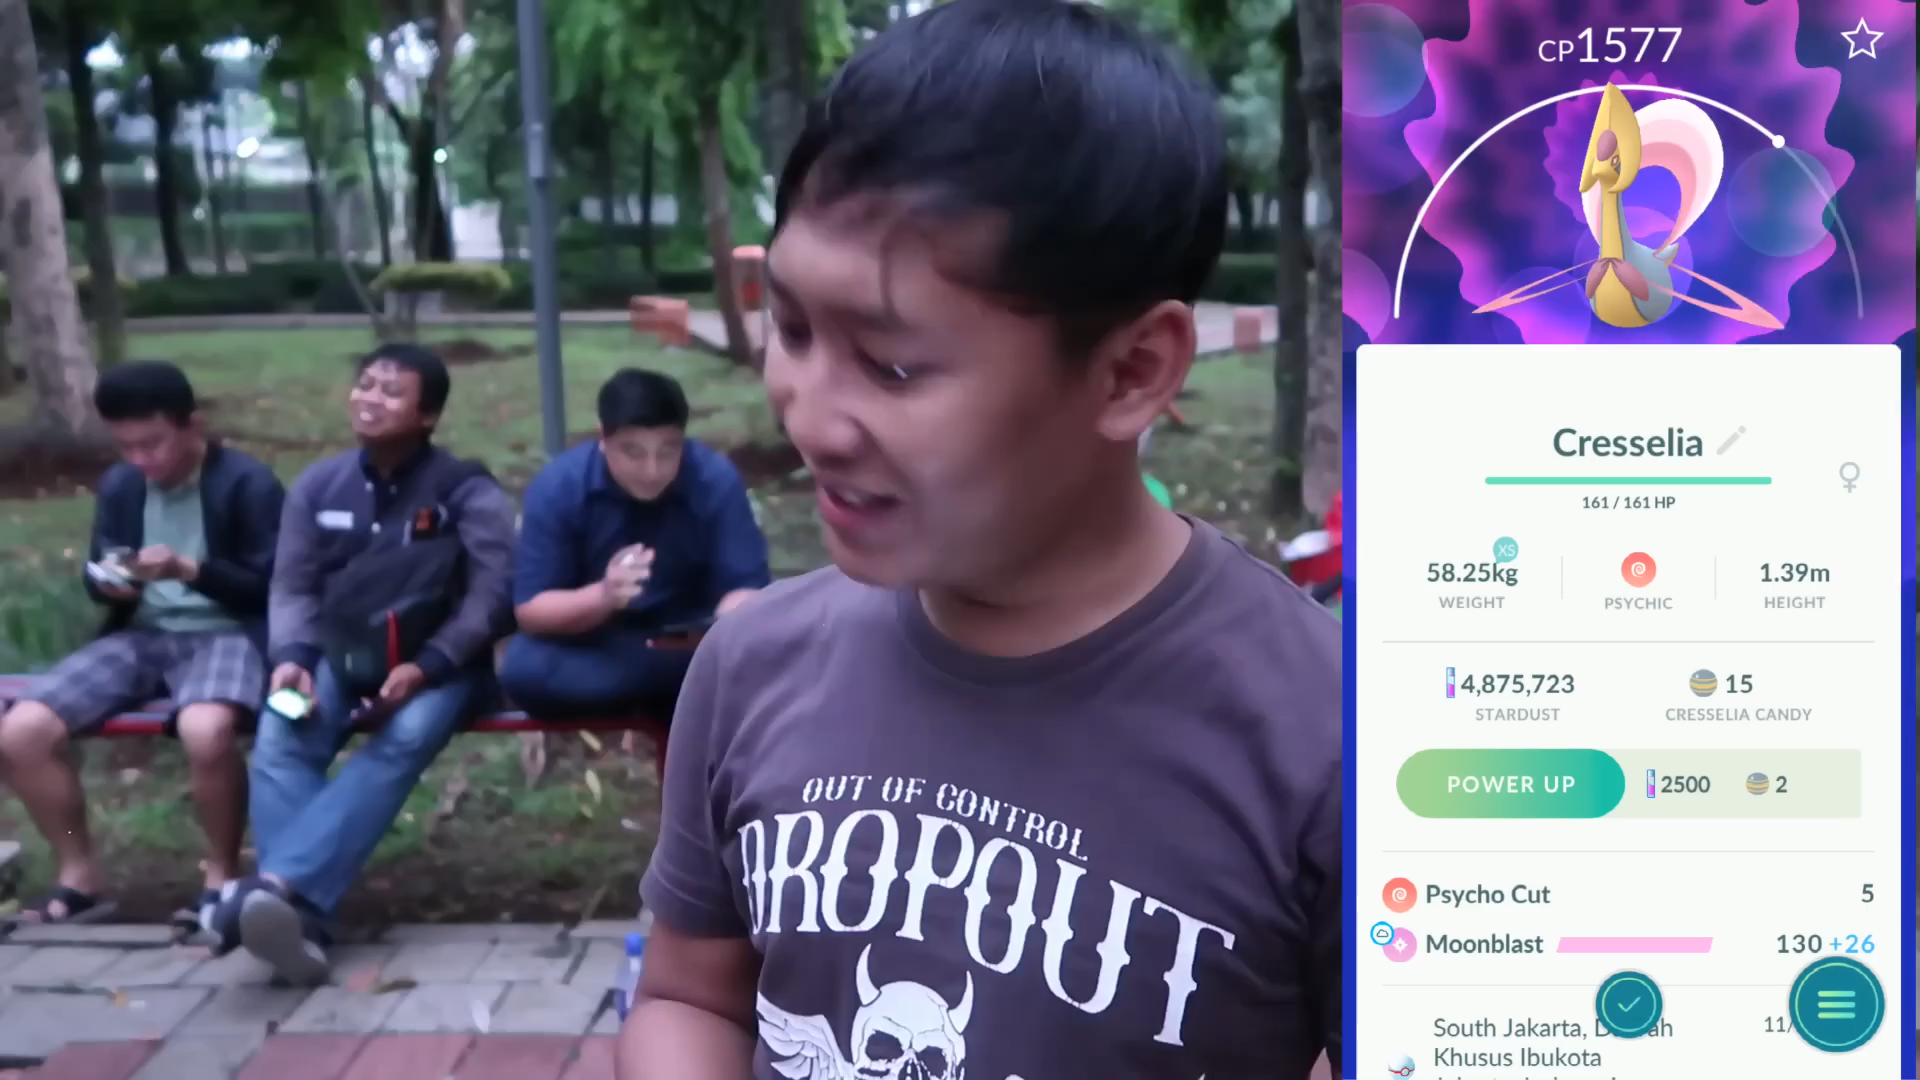 OUT OF CONTROL
DROPOUT
CP1577
Cresselia
161 / 161 HP
XS
58.25kg
WEIGHT
PSYCHIC
1.39m
HEIGHT
4,875,723
STARDUST
15
CRESSELIA CANDY
POWER UP
2500
2
Psycho Cut
5
Moonblast
130 +26
South Jakarta,
11/
Khusus Ibukota